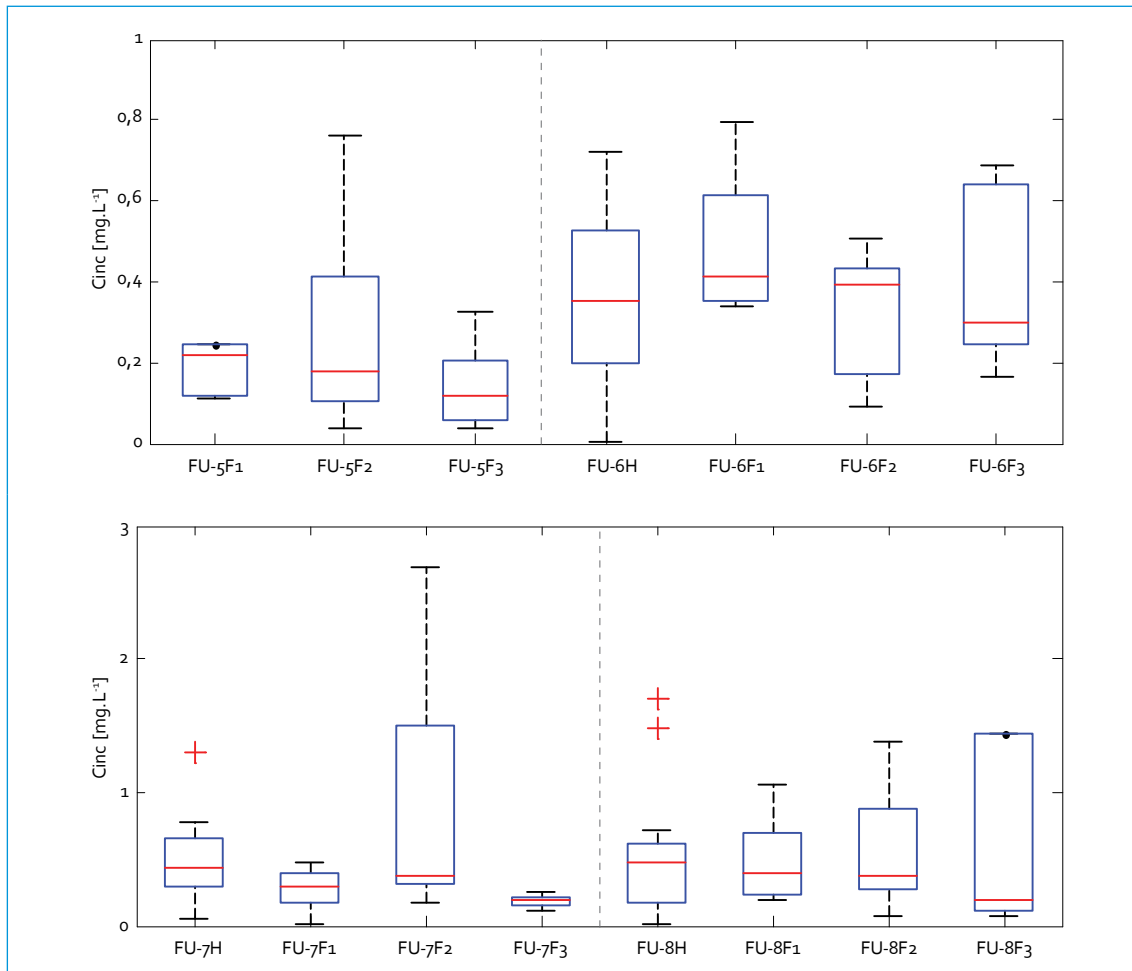 1
0,8
0,6
0,4
0,2
0
Cinc [mg.L⁻¹]
FU-5F1 FU-5F2 FU-5F3 FU-6H FU-6F1 FU-6F2 FU-6F3
3
2
1
0
Cinc [mg.L⁻¹]
FU-7H FU-7F1 FU-7F2 FU-7F3 FU-8H FU-8F1 FU-8F2 FU-8F3